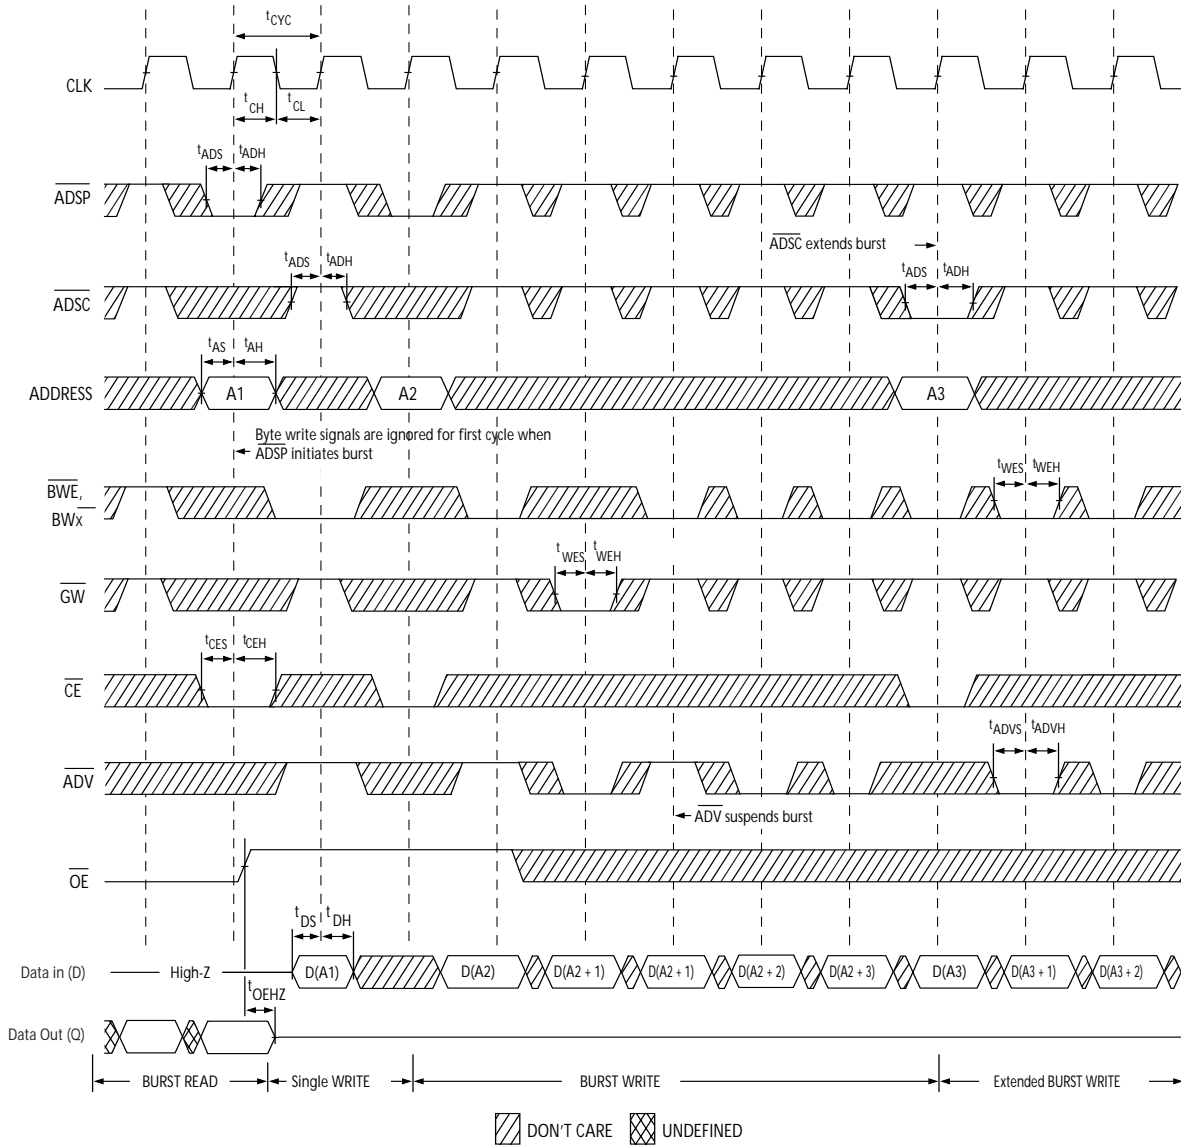 tCYC
CLK
tCH tCL
tADS tADH
ADSP
ADSC extends burst
tADS tADH tADS tADH
ADSC
tAS tAH
ADDRESS A1 A2 A3
Byte write signals are ignored for first cycle when
ADSP initiates burst
tWES tWEH
BWE,
BWx
tWES tWEH
GW
tCES tCEH
CE
tADVS tADVH
ADV
ADV suspends burst
OE
tDS tDH
Data in (D) High-Z D(A1) D(A2) D(A2 + 1) D(A2 + 1) D(A2 + 2) D(A2 + 3) D(A3) D(A3 + 1) D(A3 + 2)
tOEHZ
Data Out (Q)
BURST READ Single WRITE BURST WRITE Extended BURST WRITE
DON'T CARE UNDEFINED